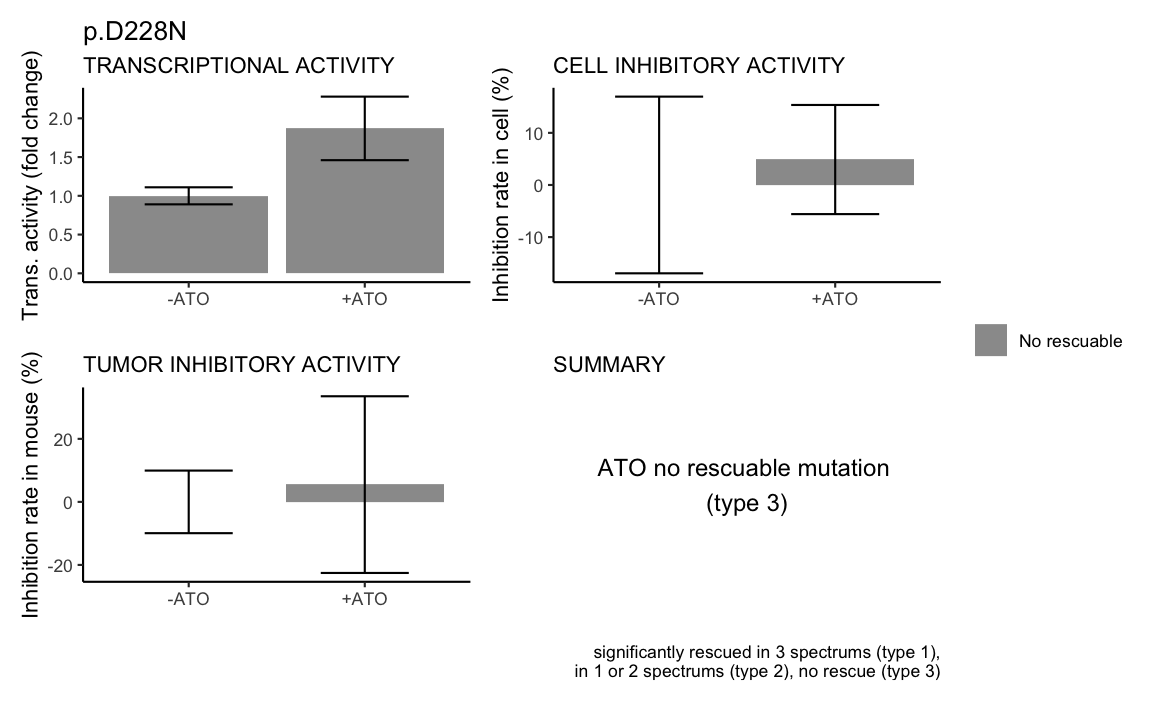 p.D228N
TRANSCRIPTIONAL ACTIVITY
Trans. activity (fold change)
2.0
1.5
1.0
0.5
0.0
-ATO
+ATO
CELL INHIBITORY ACTIVITY
Inhibition rate in cell (%)
10
0
-10
-ATO
+ATO
No rescuable
TUMOR INHIBITORY ACTIVITY
Inhibition rate in mouse (%)
20
0
-20
-ATO
+ATO
SUMMARY
ATO no rescuable mutation
(type 3)
significantly rescued in 3 spectrums (type 1),
in 1 or 2 spectrums (type 2), no rescue (type 3)